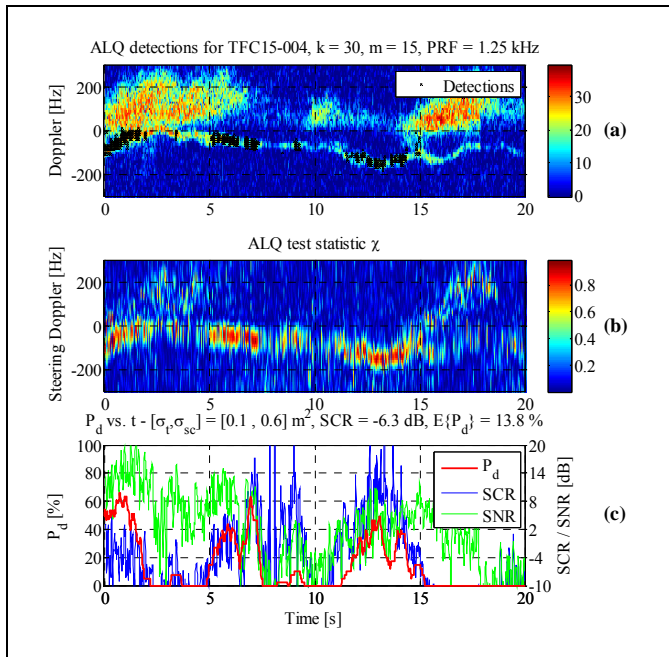 ALQ detections for TFC15-004, k = 30, m = 15, PRF = 1.25 kHz
Doppler [Hz]
200
0
-200
Detections
30
20
10
0
(a)
0 5 10 15 20
ALQ test statistic χ
Steering Doppler [Hz]
200
0
-200
0.8
0.6
0.4
0.2
(b)
0 5 10 15 20
P_d vs. t - [σ_t,σ_sc] = [0.1 , 0.6] m², SCR = -6.3 dB, E{P_d} = 13.8 %
P_d [%]
100
80
60
40
20
0
P_d
SCR
SNR
20
14
8
2
-4
-10
SCR / SNR [dB]
(c)
0 5 10 15 20
Time [s]